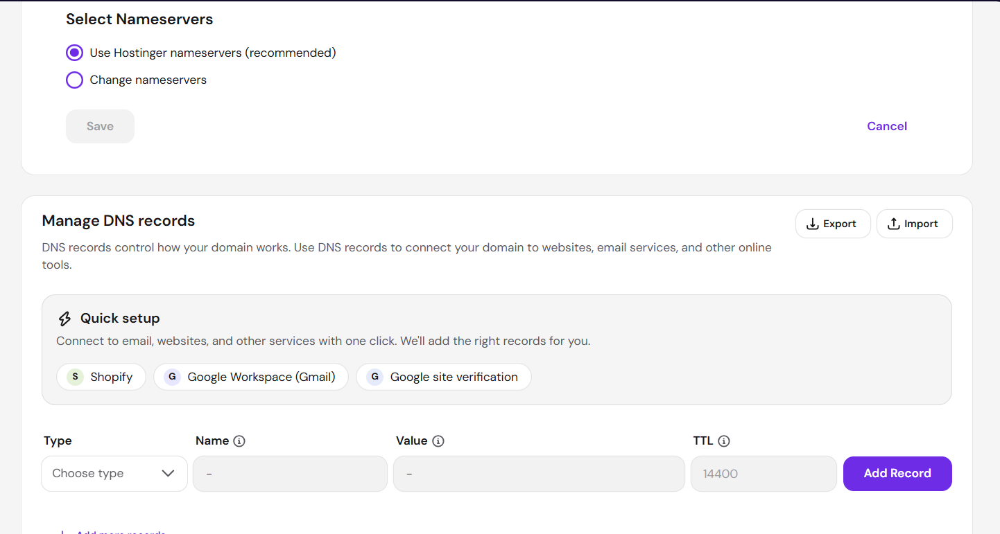 Select Nameservers
Use Hostinger nameservers (recommended)
Change nameservers
Save
Cancel
Manage DNS records
Export
Import
DNS records control how your domain works. Use DNS records to connect your domain to websites, email services, and other online
tools.
Quick setup
Connect to email, websites, and other services with one click. We'll add the right records for you.
S Shopify
G Google Workspace (Gmail)
G Google site verification
Type
Name
Value
TTL
Choose type
-
-
14400
Add Record
+ Add more records